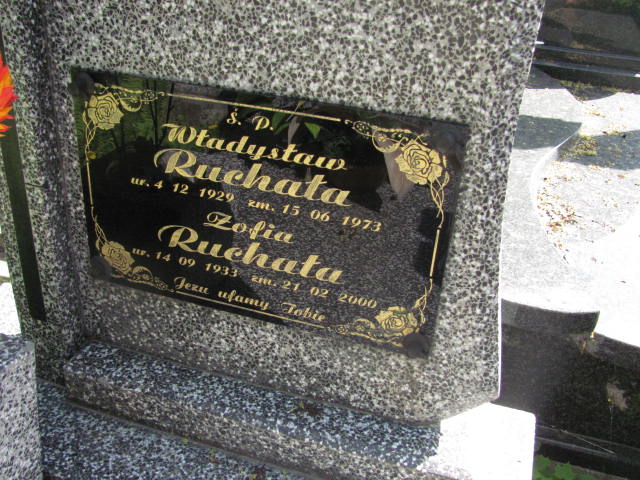 Ś. P.
Władysław
Ruchała
ur. 4 12 1929 zm. 15 06 1973
Zofia
Ruchała
ur. 14 09 1933 zm. 21 02 2000
Jezu ufamy Tobie